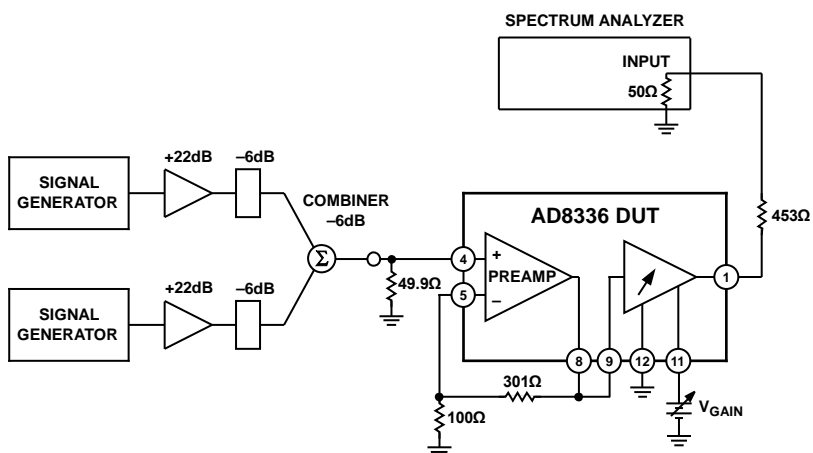 SPECTRUM ANALYZER
INPUT
50Ω
+22dB
–6dB
SIGNAL
GENERATOR
COMBINER
–6dB
Σ
AD8336 DUT
453Ω
4
+
PREAMP
5
–
49.9Ω
1
+22dB
–6dB
SIGNAL
GENERATOR
8
9
12
11
301Ω
100Ω
VGAIN